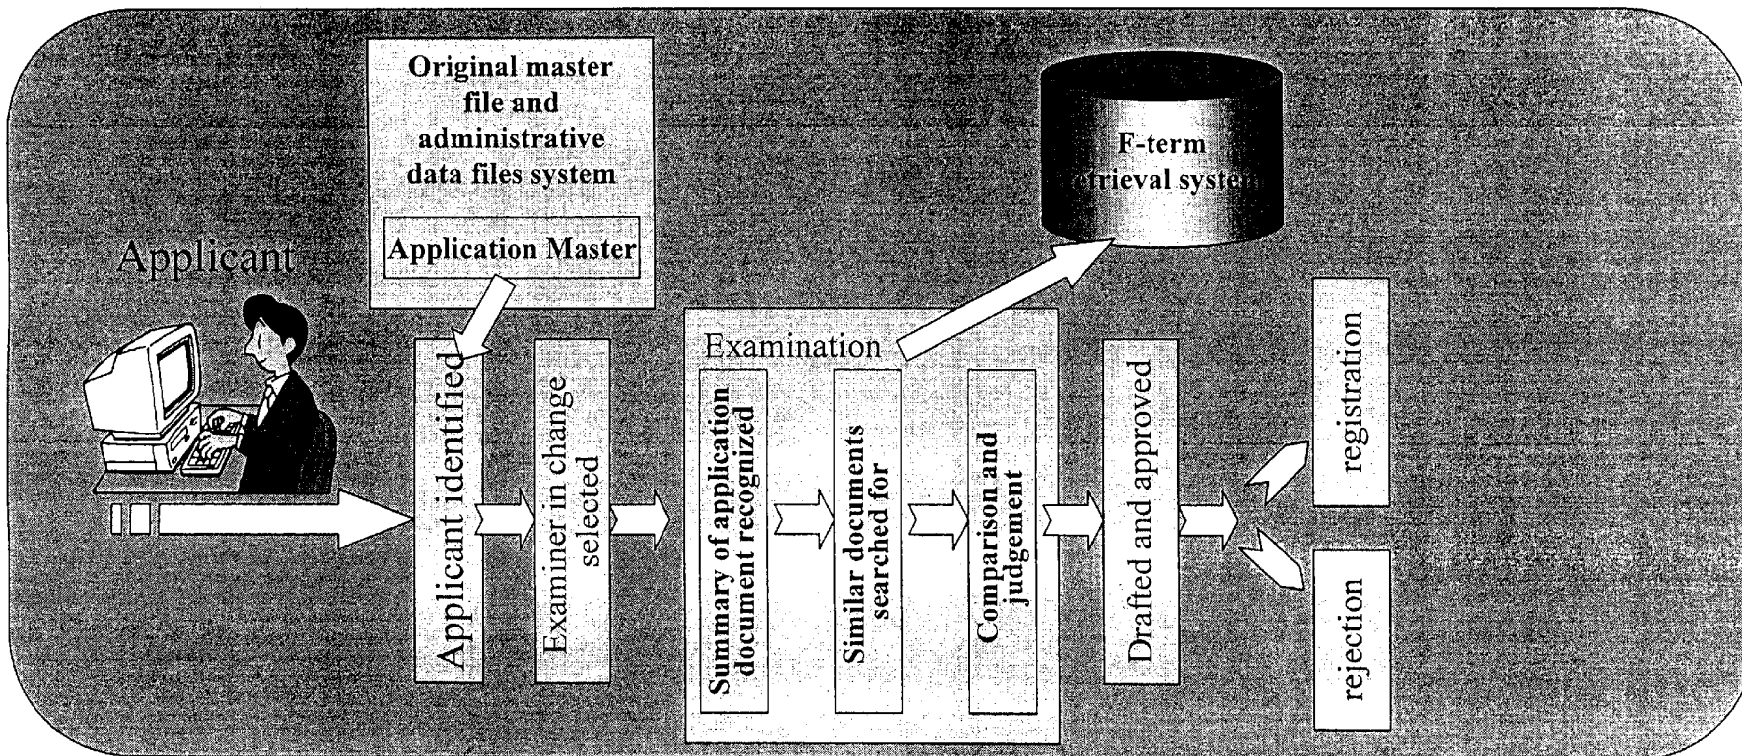 Original master
file and
administrative
data files system
Application Master
F-term
trieval system
Applicant
Applicant identified
Examiner in change
selected
Examination
Summary of application
document recognized
Similar documents
searched for
Comparison and
judgement
Drafted and approved
registration
rejection